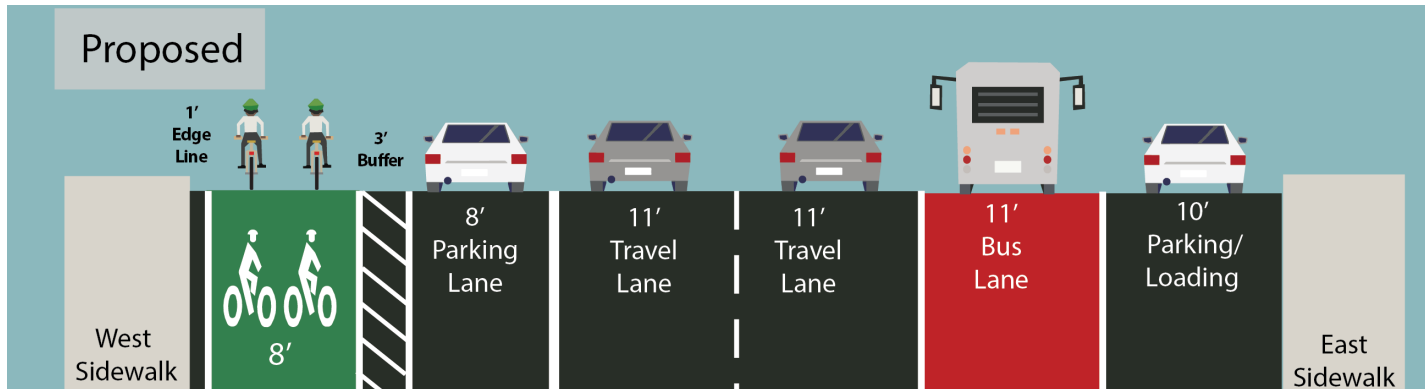 Proposed
1’
Edge
Line
3’
Buffer
West
Sidewalk
8’
8’
Parking
Lane
11’
Travel
Lane
11’
Travel
Lane
11’
Bus
Lane
10’
Parking/
Loading
East
Sidewalk